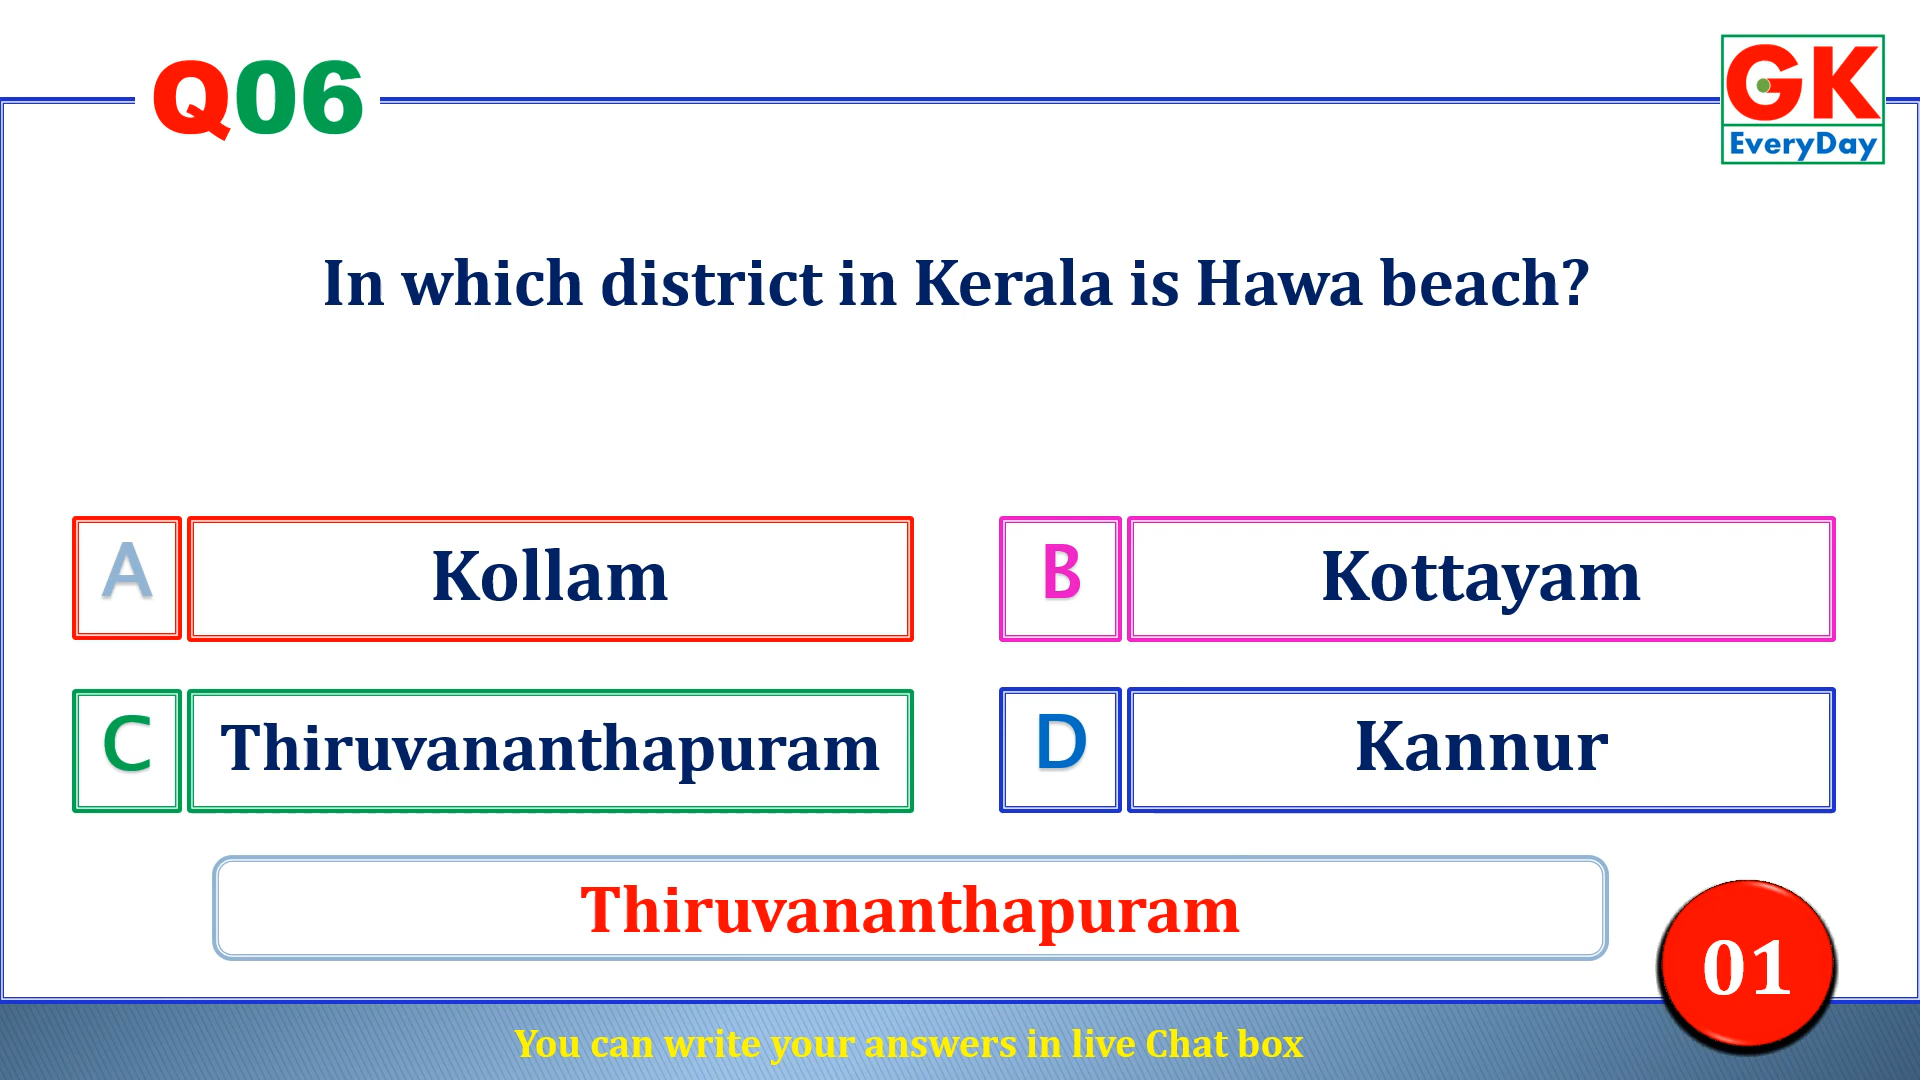 Q06
GK
EveryDay
In which district in Kerala is Hawa beach?
A
Kollam
B
Kottayam
C
Thiruvananthapuram
D
Kannur
Thiruvananthapuram
01
You can write your answers in live Chat box